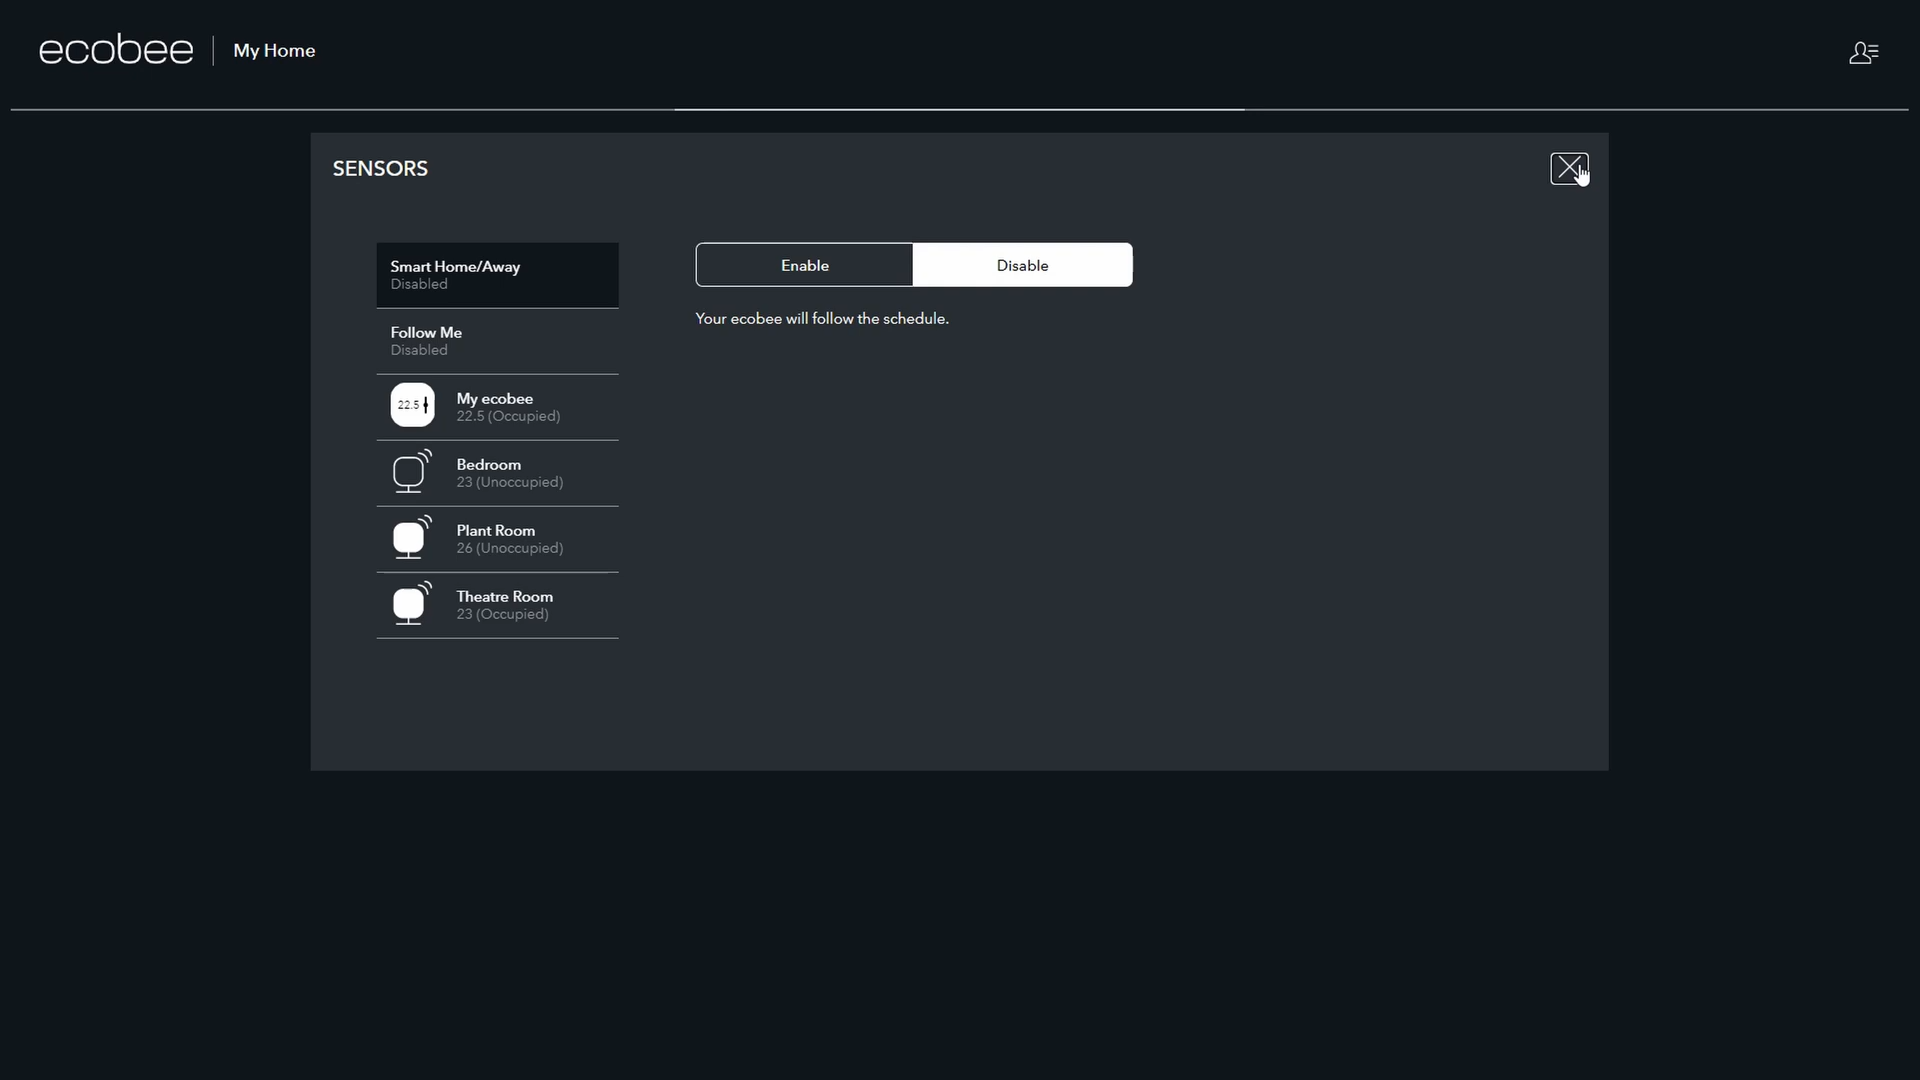 ecobee
My Home
SENSORS
Smart Home/Away
Disabled
Follow Me
Disabled
22.5
My ecobee
22.5 (Occupied)
Bedroom
23 (Unoccupied)
Plant Room
26 (Unoccupied)
Theatre Room
23 (Occupied)
Enable
Disable
Your ecobee will follow the schedule.